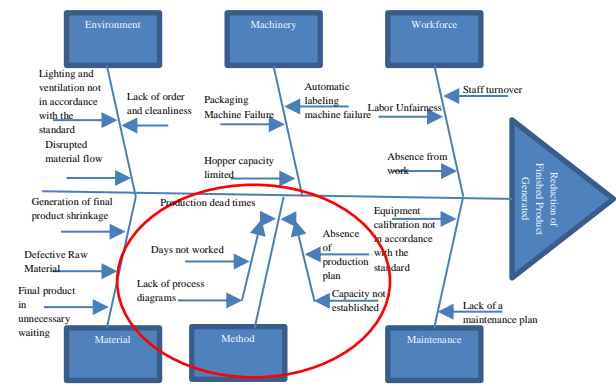 Environment
Machinery
Workforce
Lighting and
ventilation not
in accordance
with the
standard
Lack of order
and cleanliness
Disrupted
material flow
Packaging
Machine Failure
Automatic
labeling
machine failure
Hopper capacity
limited
Staff turnover
Labor Unfairness
Absence from
work
Reduction of
Finished Product
Generated
Generation of final
product shrinkage
Defective Raw
Material
Final product
in
unnecessary
waiting
Production dead times
Days not worked
Lack of process
diagrams
Absence
of
production
plan
Capacity not
established
Equipment
calibration not
in accordance
with the
standard
Lack of a
maintenance plan
Material
Method
Maintenance